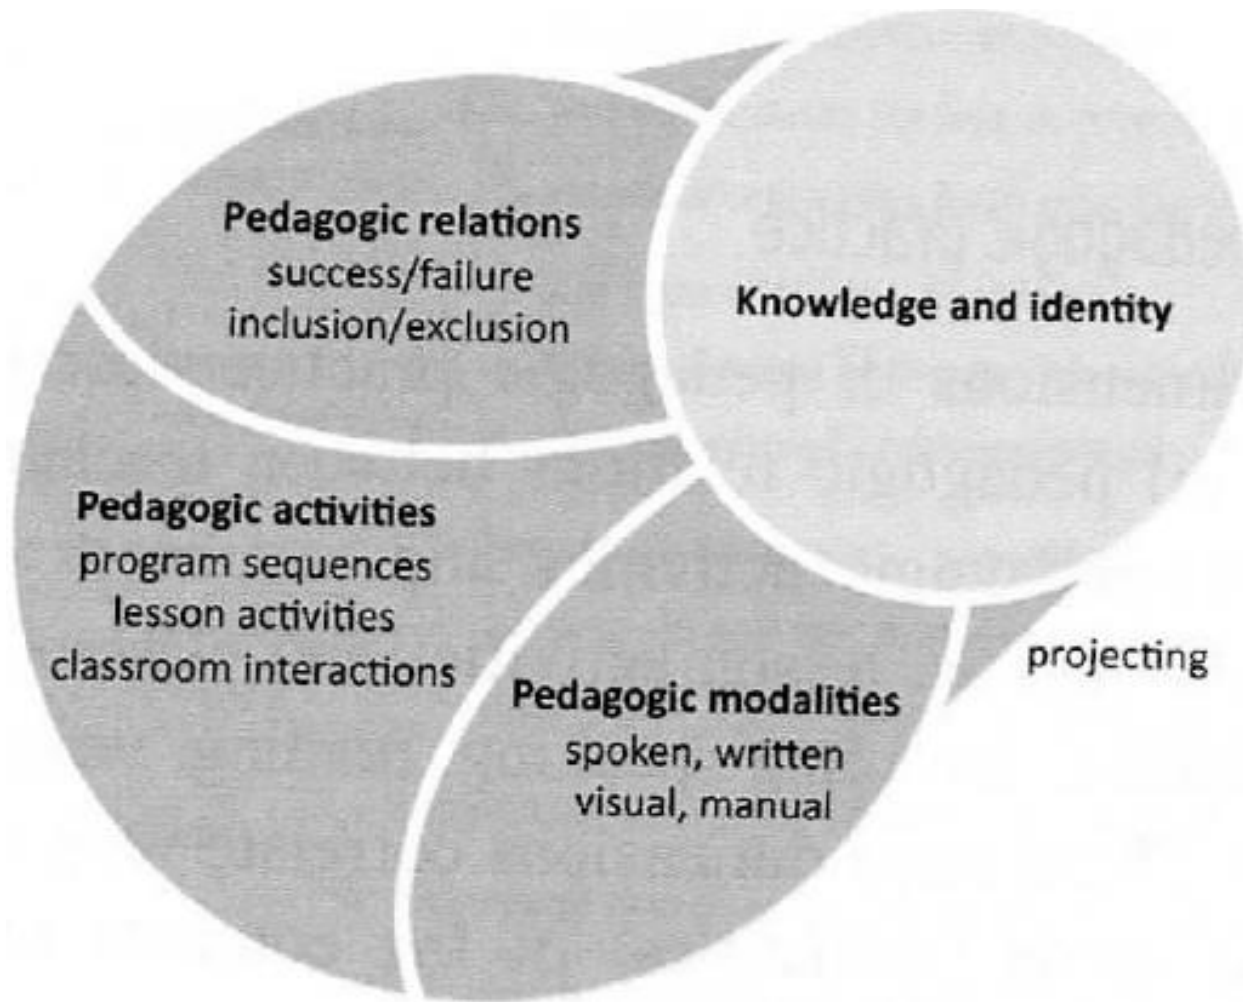 Pedagogic relations
success/failure
inclusion/exclusion
Knowledge and identity
Pedagogic activities
program sequences
lesson activities
classroom interactions
Pedagogic modalities
spoken, written
visual, manual
projecting